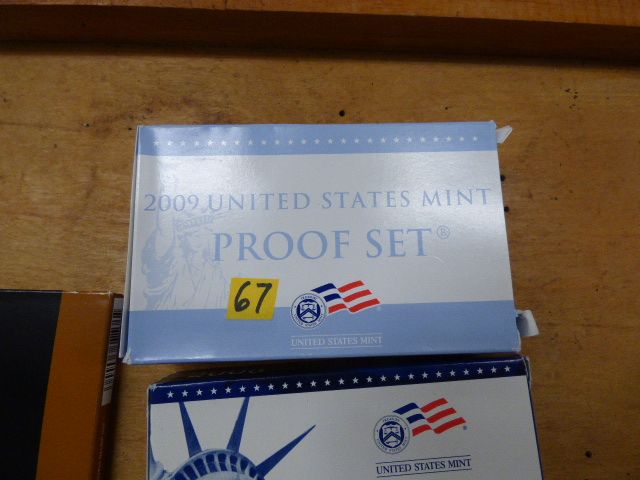 2009 UNITED STATES MINT
PROOF SET®
67
UNITED STATES MINT
UNITED STATES MINT